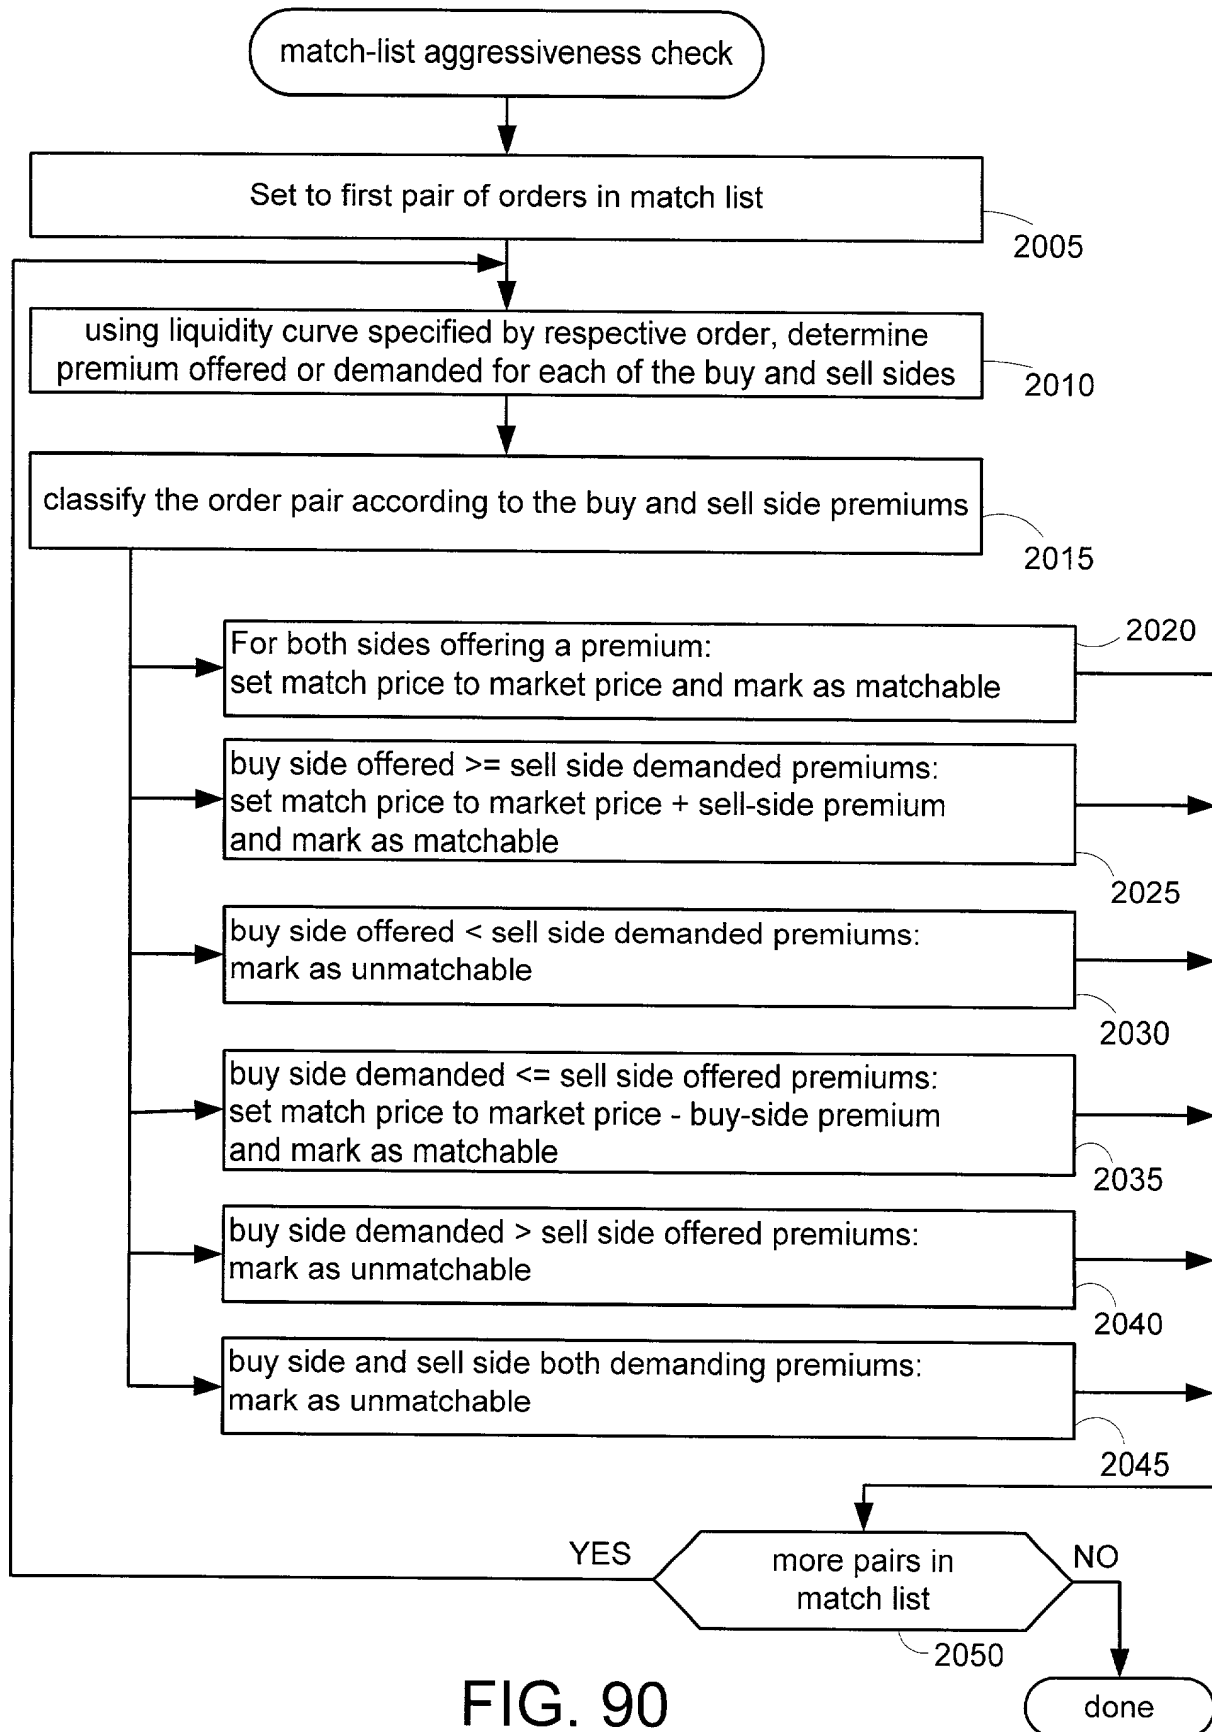 match-list aggressiveness check
Set to first pair of orders in match list
2005
using liquidity curve specified by respective order, determine
premium offered or demanded for each of the buy and sell sides
2010
classify the order pair according to the buy and sell side premiums
2015
2020
For both sides offering a premium:
set match price to market price and mark as matchable
buy side offered >= sell side demanded premiums:
set match price to market price + sell-side premium
and mark as matchable
2025
buy side offered < sell side demanded premiums:
mark as unmatchable
2030
buy side demanded <= sell side offered premiums:
set match price to market price - buy-side premium
and mark as matchable
2035
buy side demanded > sell side offered premiums:
mark as unmatchable
2040
buy side and sell side both demanding premiums:
mark as unmatchable
2045
YES
more pairs in
match list
NO
2050
done
FIG. 90